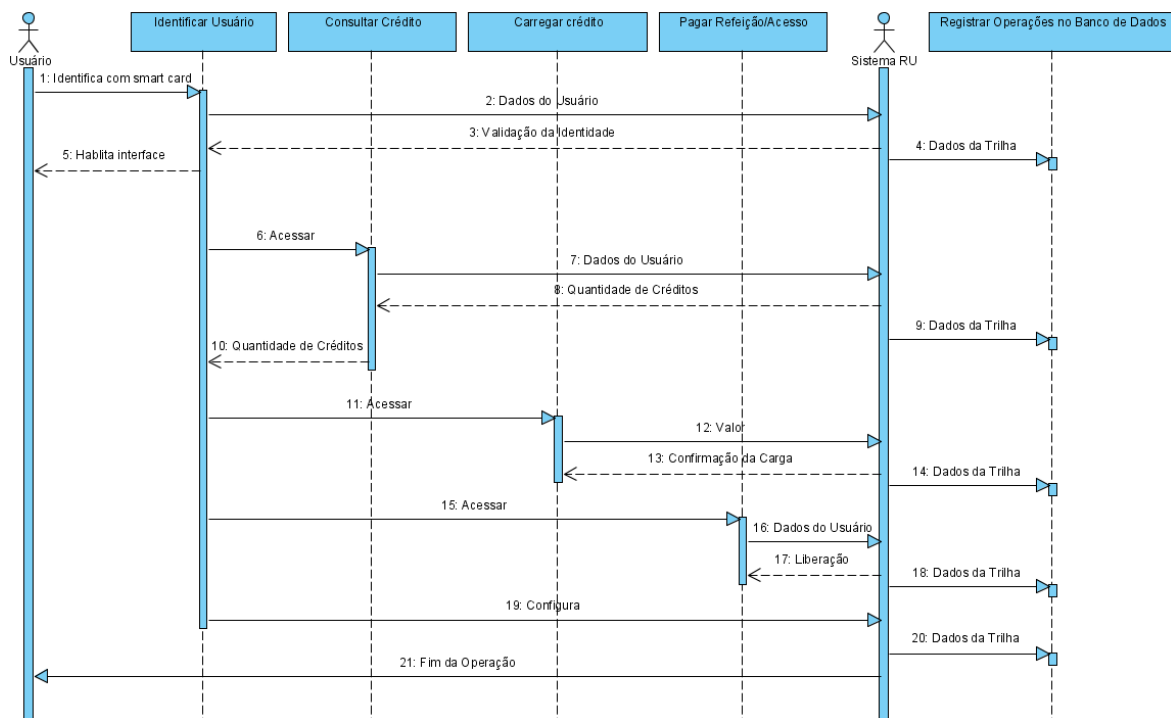 Identificar Usuário
Consultar Crédito
Carregar crédito
Pagar Refeição/Acesso
Registrar Operações no Banco de Dados
Usuário
Sistema RU
1: Identifica com smart card
2: Dados do Usuário
3: Validação da Identidade
4: Dados da Trilha
5: Hablita interface
6: Acessar
7: Dados do Usuário
8: Quantidade de Créditos
9: Dados da Trilha
10: Quantidade de Créditos
11: Acessar
12: Valor
13: Confirmação da Carga
14: Dados da Trilha
15: Acessar
16: Dados do Usuário
17: Liberação
18: Dados da Trilha
19: Configura
20: Dados da Trilha
21: Fim da Operação